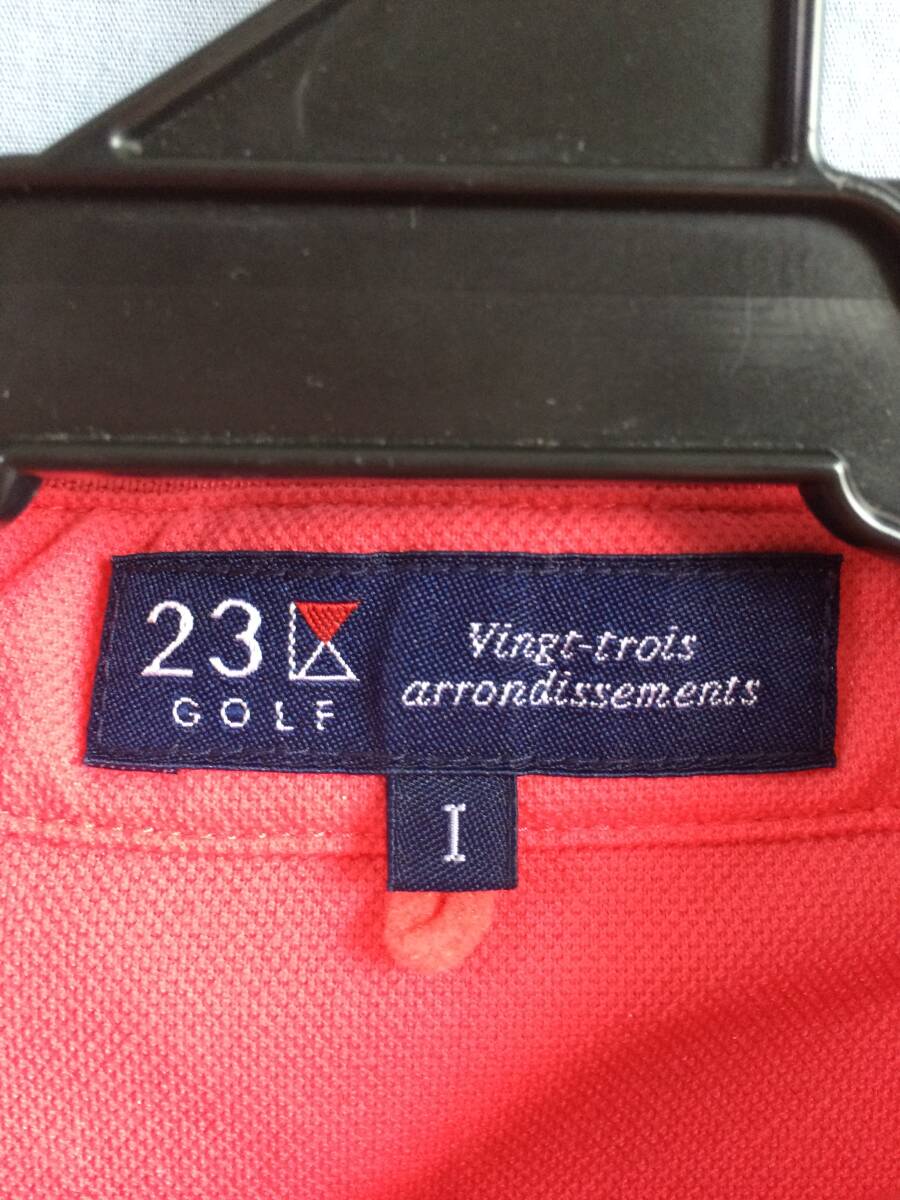 23
GOLF
Vingt-trois
arrondissements
I